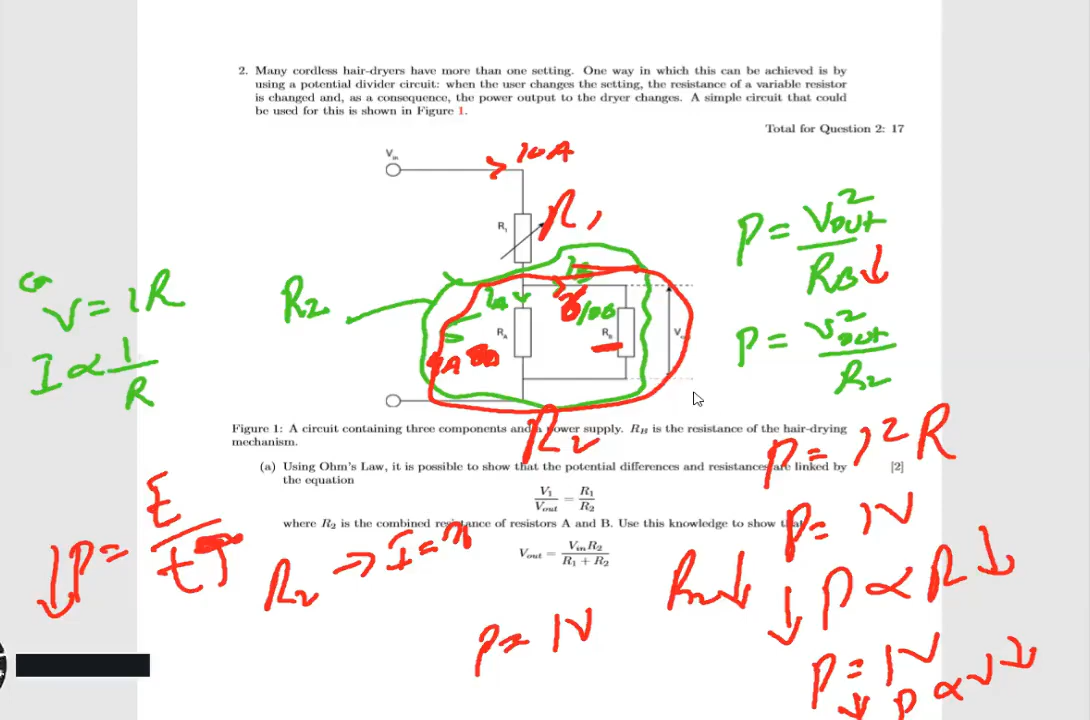 2. Many cordless hair-dryers have more than one setting. One way in which this can be achieved is by
using a potential divider circuit: when the user changes the setting, the resistance of a variable resistor
is changed and, as a consequence, the power output to the dryer changes. A simple circuit that could
be used for this is shown in Figure 1.
Total for Question 2: 17
Vin
10A
R1
R1
P = Vout²/RB ↓
V = IR
R2
I ∝ 1/R
RA
RB
P = Vout²/R2
R2
Figure 1: A circuit containing three components and a power supply. RB is the resistance of the hair-drying
mechanism.
P = I²R
(a) Using Ohm's Law, it is possible to show that the potential differences and resistances are linked by
the equation
[2]
V1/Vout = R1/R2
P = IV
where R2 is the combined resistance of resistors A and B. Use this knowledge to show that
Vout = VinR2/(R1 + R2)
↓P = E/t
R2 → I =
R2↓
↓P ∝ R↓
P = IV
P = IV
↓P ∝ V↓